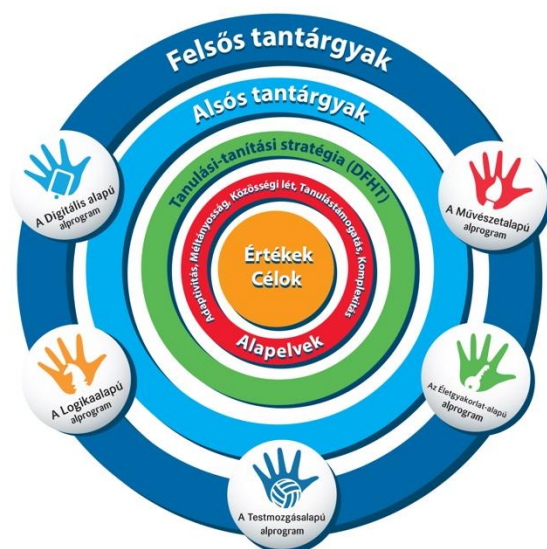 Felsős tantárgyak
Alsós tantárgyak
Tanulási-tanítási stratégia (DFHT)
Adaptivitás, Méltányosság, Közösségi lét, Tanulástámogatás, Komplexitás
Értékek
Célok
Alapelvek
A Digitális alapú
alprogram
A Művészetalapú
alprogram
A Logikaalapú
alprogram
Az Életgyakorlat-alapú
alprogram
A Testmozgásalapú
alprogram